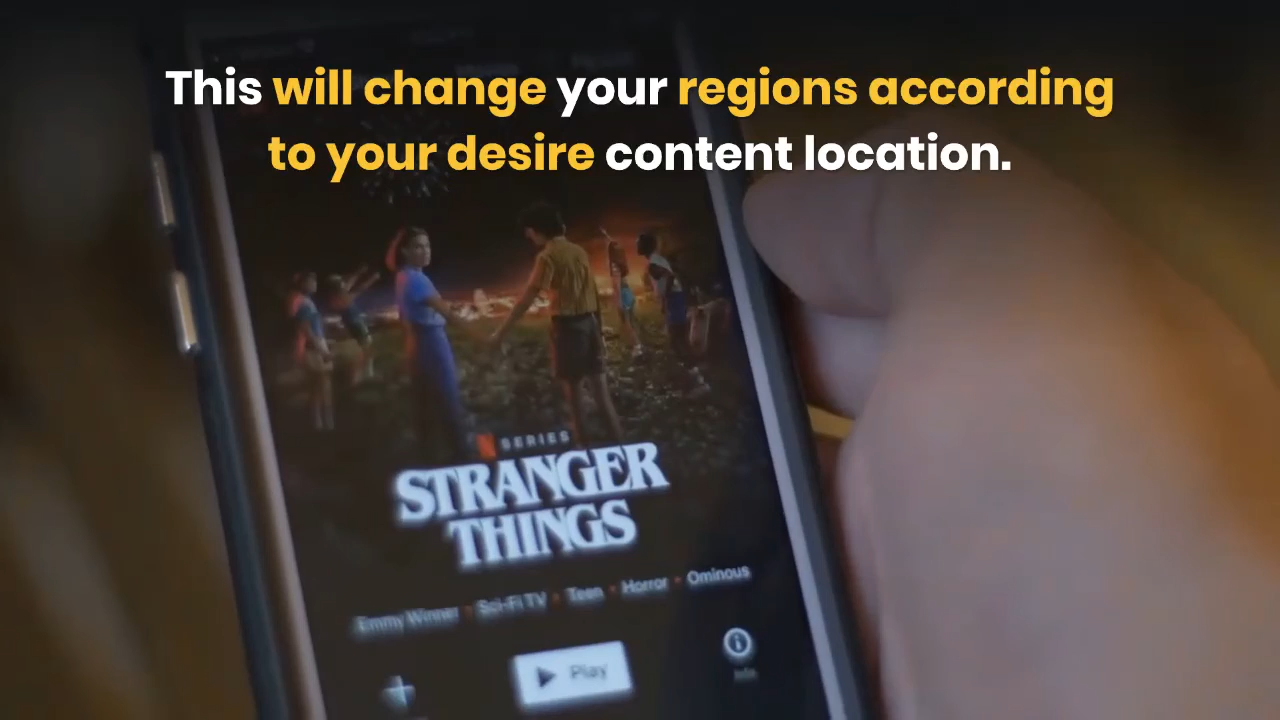 This will change your regions according
to your desire content location.
SERIES
STRANGER
THINGS
Emmy Winner • Sci-Fi TV • Teen • Horror • Ominous
Play